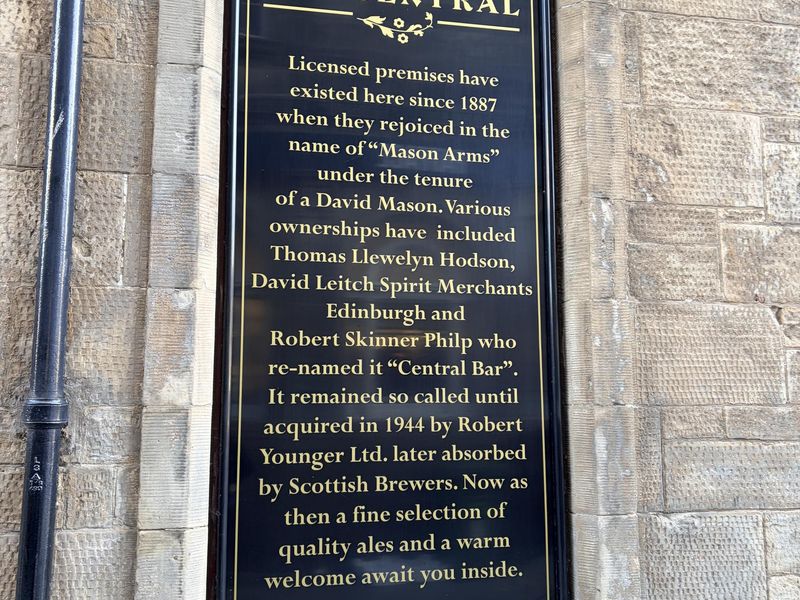 CENTRAL
Licensed premises have
existed here since 1887
when they rejoiced in the
name of “Mason Arms”
under the tenure
of a David Mason. Various
ownerships have included
Thomas Llewelyn Hodson,
David Leitch Spirit Merchants
Edinburgh and
Robert Skinner Philp who
re-named it “Central Bar”.
It remained so called until
acquired in 1944 by Robert
Younger Ltd. later absorbed
by Scottish Brewers. Now as
then a fine selection of
quality ales and a warm
welcome await you inside.